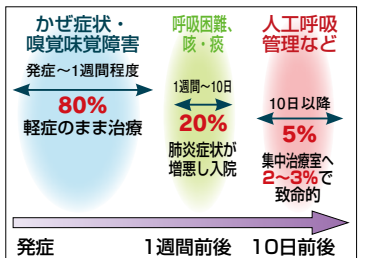 かぜ症状・
嗅覚味覚障害
発症～1週間程度
80%
軽症のまま治療
呼吸困難、
咳・痰
1週間～10日
20%
肺炎症状が
増悪し入院
人工呼吸
管理など
10日以降
5%
集中治療室へ
2～3%で
致命的
発症
1週間前後
10日前後